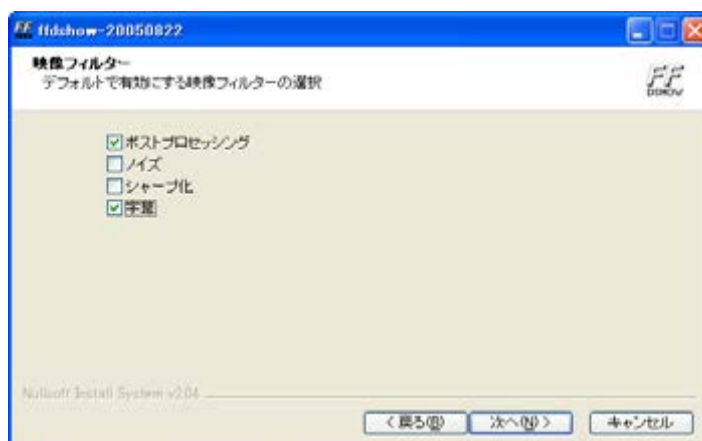 ffdshow-20050822
映像フィルター
デフォルトで有効にする映像フィルターの選択
FF
DSHOW
ポストプロセッシング
ノイズ
シャープ化
字幕
Nullsoft Install System v2.04
< 戻る(B)
次へ(N) >
キャンセル